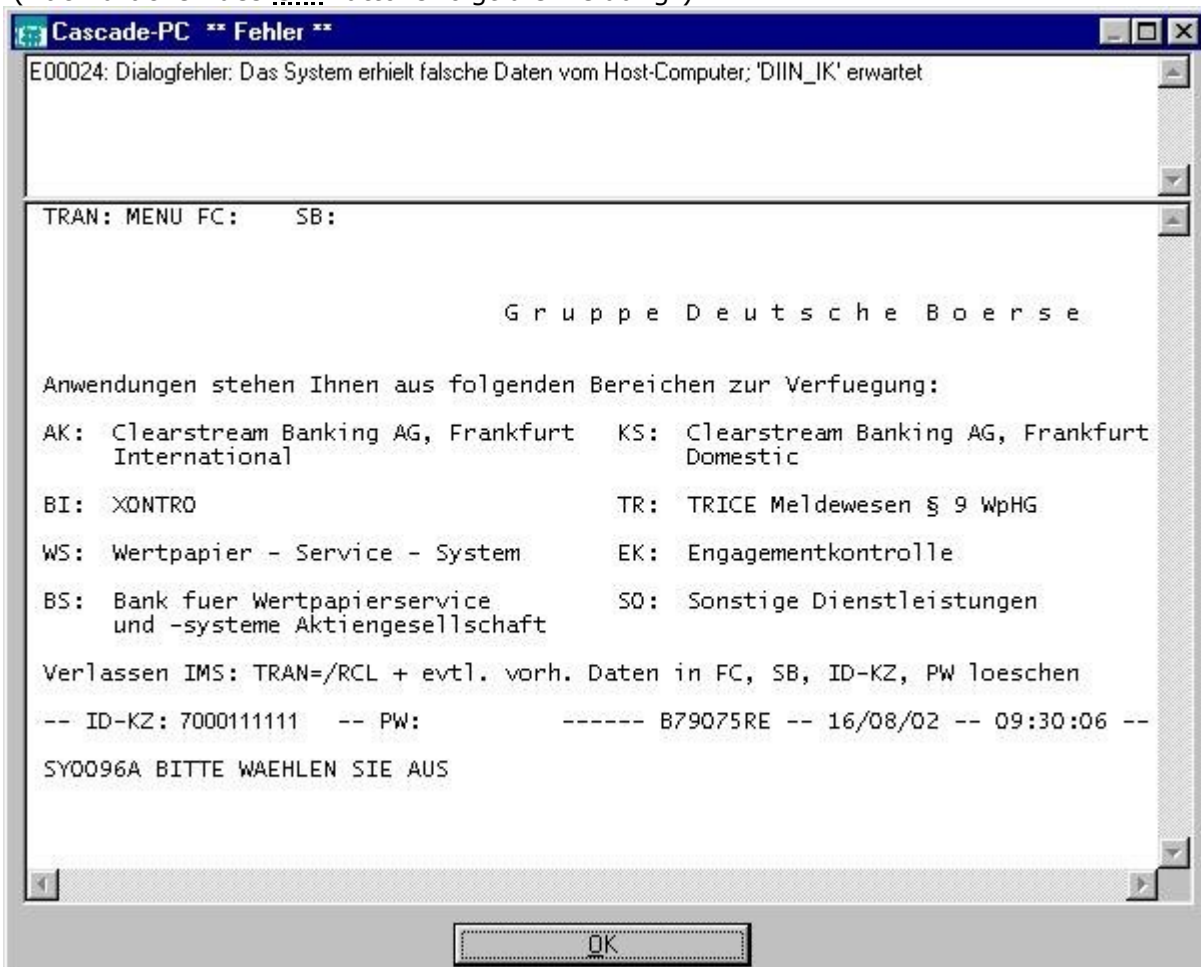 Cascade-PC ** Fehler **
E00024: Dialogfehler: Das System erhielt falsche Daten vom Host-Computer; 'DIIN_IK' erwartet
TRAN: MENU FC: SB:
G r u p p e D e u t s c h e B o e r s e
Anwendungen stehen Ihnen aus folgenden Bereichen zur Verfuegung:
AK: Clearstream Banking AG, Frankfurt KS: Clearstream Banking AG, Frankfurt
International Domestic
BI: XONTRO TR: TRICE Meldewesen § 9 WpHG
WS: Wertpapier - Service - System EK: Engagementkontrolle
BS: Bank fuer Wertpapierservice SO: Sonstige Dienstleistungen
und -systeme Aktiengesellschaft
Verlassen IMS: TRAN=/RCL + evtl. vorh. Daten in FC, SB, ID-KZ, PW loeschen
-- ID-KZ: 7000111111 -- PW: ------ B79075RE -- 16/08/02 -- 09:30:06 --
SY0096A BITTE WAEHLEN SIE AUS
OK